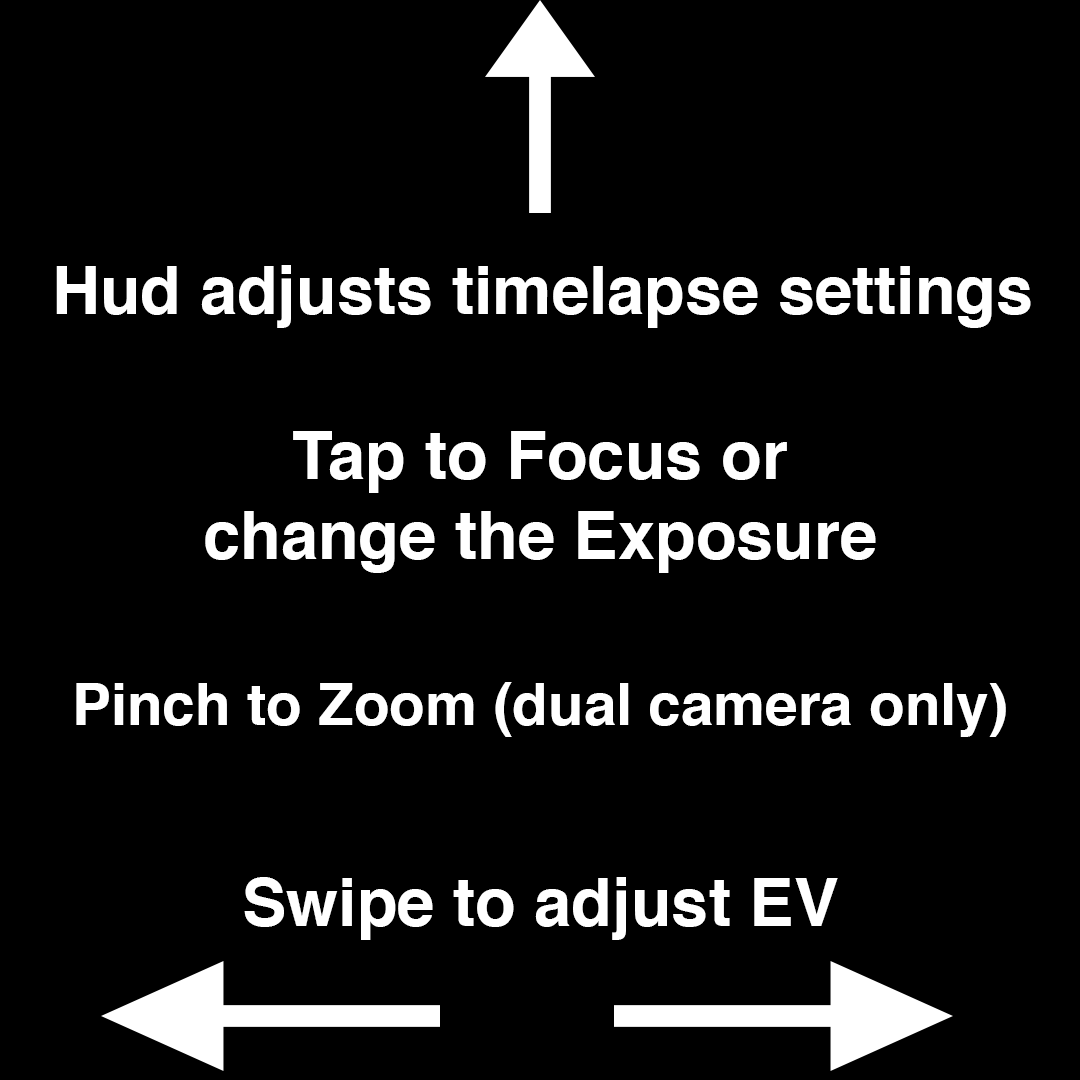 Hud adjusts timelapse settings
Tap to Focus or
change the Exposure
Pinch to Zoom (dual camera only)
Swipe to adjust EV